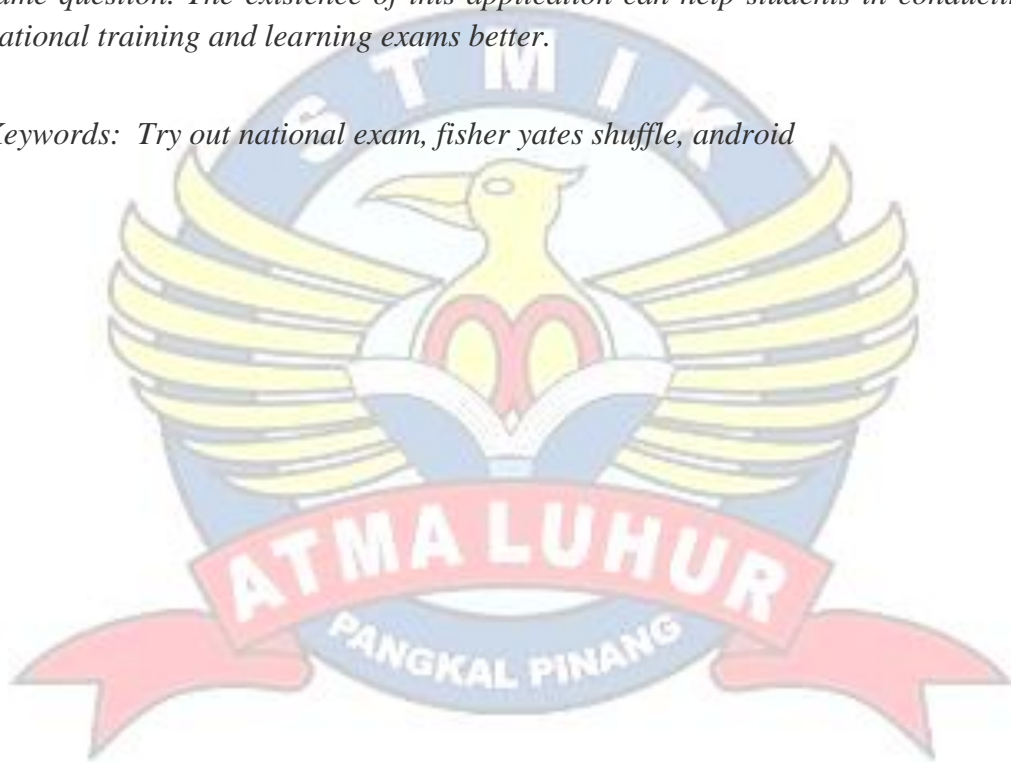 same question. The existence of this application can help students in conducting
national training and learning exams better.
Keywords: Try out national exam, fisher yates shuffle, android
STMIK
ATMA LUHUR
PANGKAL PINANG